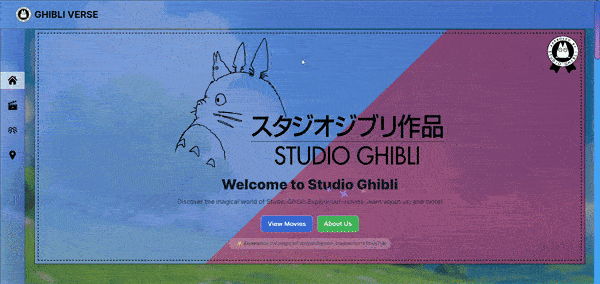 GHIBLI VERSE
スタジオジブリ作品
STUDIO GHIBLI
Welcome to Studio Ghibli
Discover the magical world of Studio Ghibli. Explore our movies, learn about us, and more!
View Movies
About Us